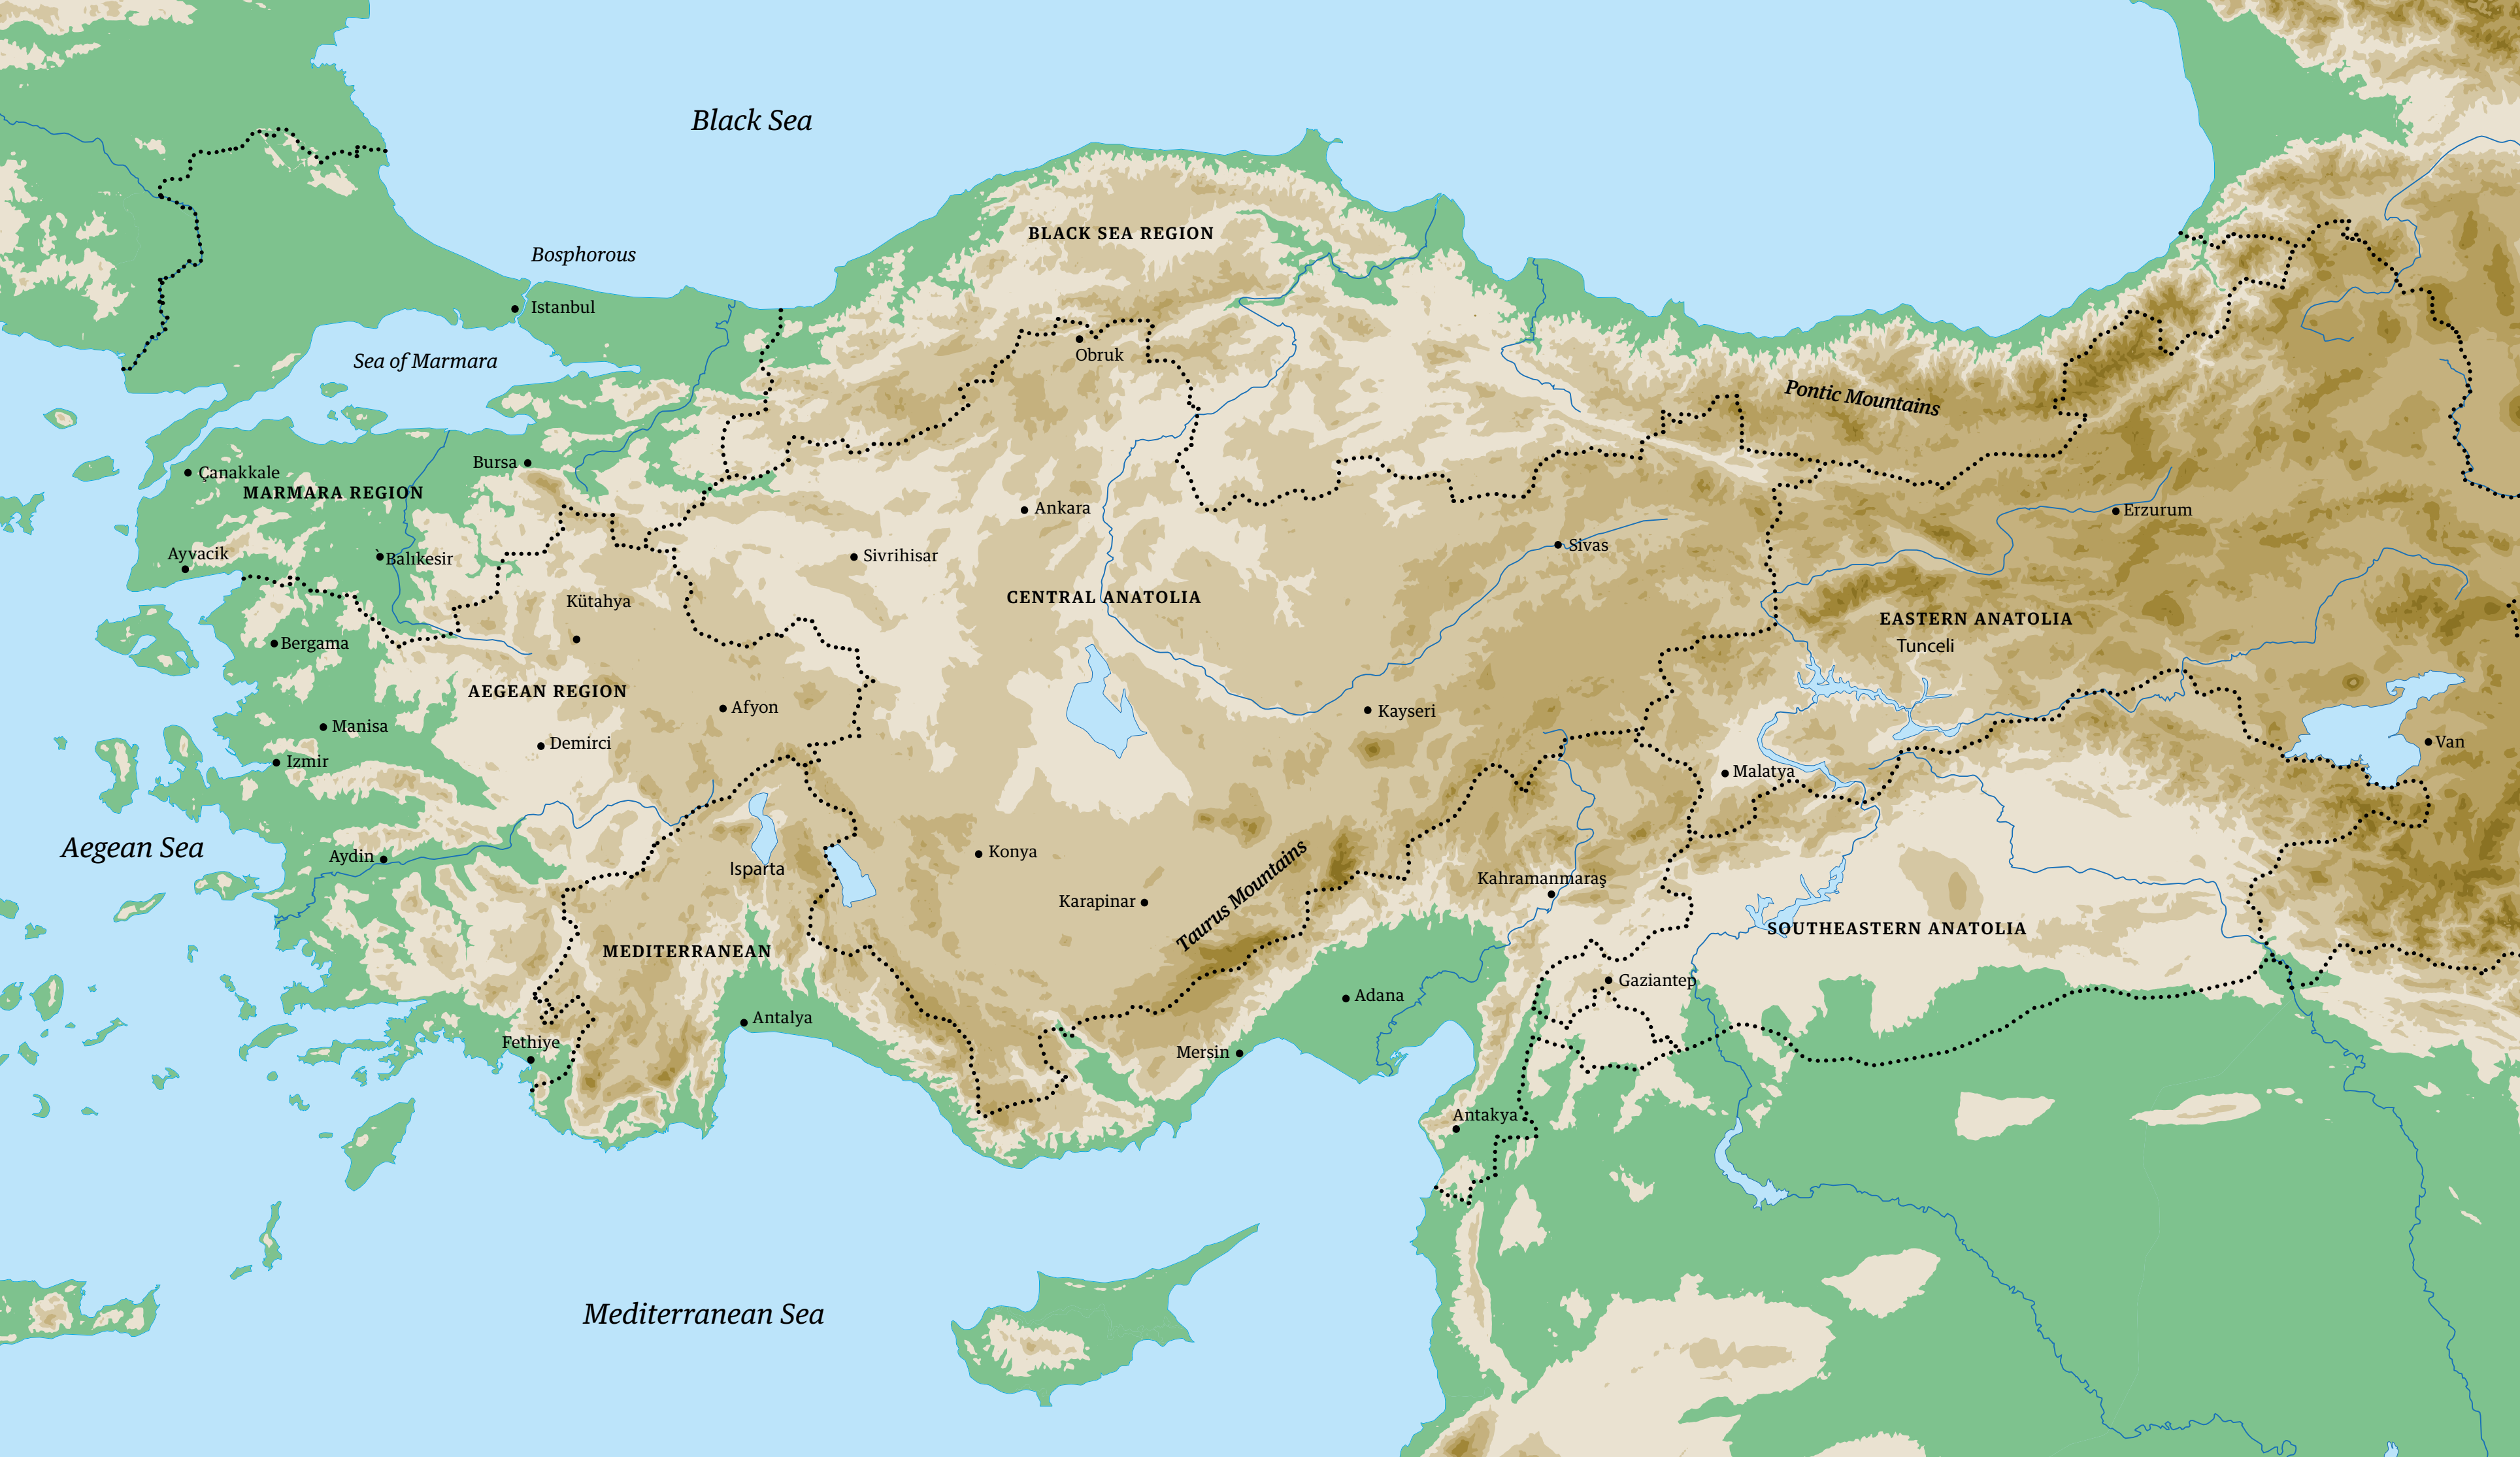 Black Sea
BLACK SEA REGION
Bosphorous
Istanbul
Sea of Marmara
Obruk
Pontic Mountains
Bursa
Çanakkale
MARMARA REGION
Ankara
Erzurum
Sivas
Ayvacik
Balıkesir
Sivrihisar
CENTRAL ANATOLIA
Kütahya
EASTERN ANATOLIA
Tunceli
Bergama
AEGEAN REGION
Afyon
Kayseri
Manisa
Demirci
Van
Izmir
Malatya
Aegean Sea
Aydin
Konya
Isparta
Taurus Mountains
Kahramanmaraş
Karapinar
SOUTHEASTERN ANATOLIA
MEDITERRANEAN
Gaziantep
Adana
Antalya
Fethiye
Mersin
Antakya
Mediterranean Sea